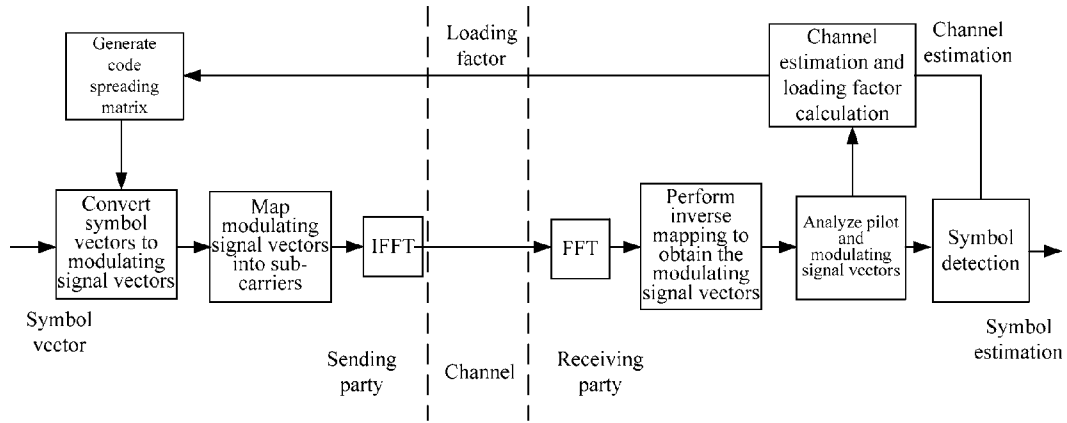 Generate
code
spreading
matrix
Loading
factor
Channel
estimation and
loading factor
calculation
Channel
estimation
Convert
symbol
vectors to
modulating
signal vectors
Map
modulating
signal vectors
into sub-
carriers
IFFT
FFT
Perform
inverse
mapping to
obtain the
modulating
signal vectors
Analyze pilot
and
modulating
signal vectors
Symbol
detection
Symbol
vector
Symbol
estimation
Sending
party
Channel
Receiving
party